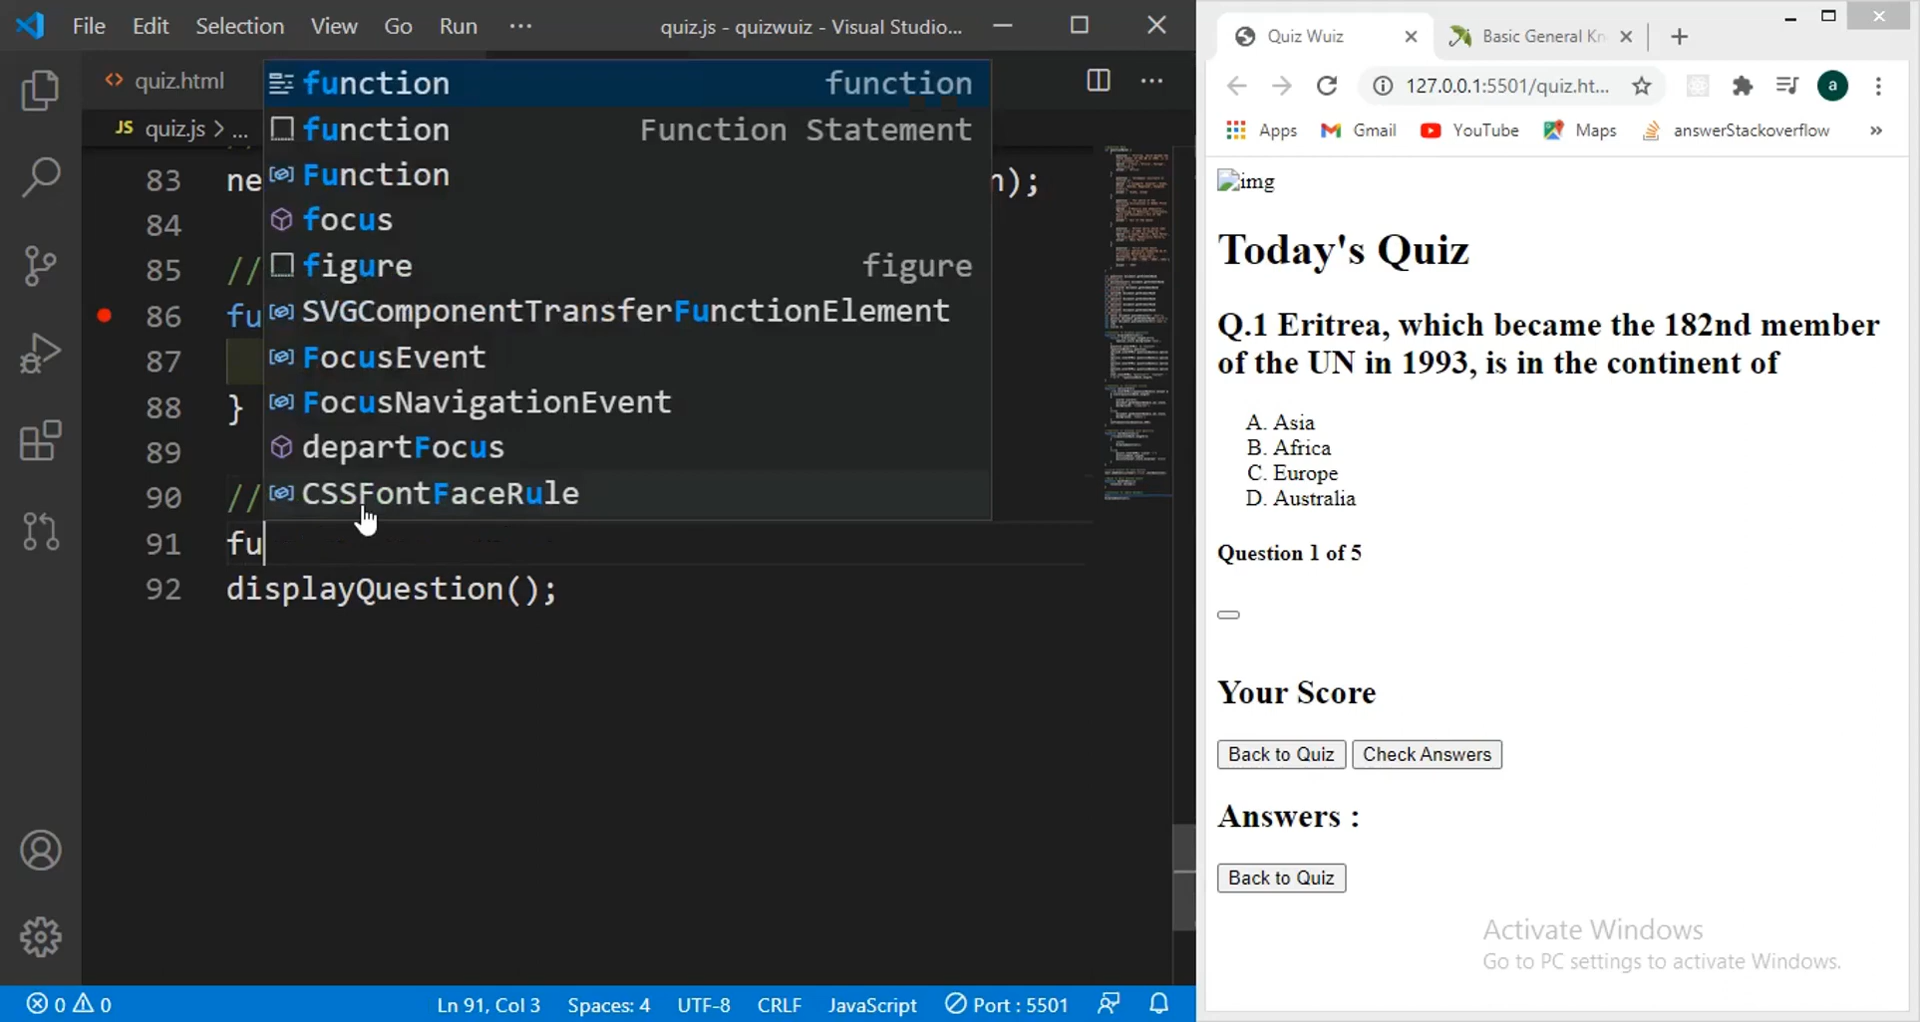 File Edit Selection View Go Run ··· quiz.js - quizwuiz - Visual Studio...
quiz.html
JS quiz.js > ...
function function
function Function Statement
Function
focus
figure figure
SVGComponentTransferFunctionElement
FocusEvent
FocusNavigationEvent
departFocus
CSSFontFaceRule
83 ne n);
84
85 //
86 fu
87
88 }
89
90 //
91 fu
92 displayQuestion();
0 0 Ln 91, Col 3 Spaces: 4 UTF-8 CRLF JavaScript Port : 5501
Quiz Wuiz Basic General Kn
127.0.0.1:5501/quiz.ht... a
Apps Gmail YouTube Maps answerStackoverflow »
img
Today's Quiz
Q.1 Eritrea, which became the 182nd member
of the UN in 1993, is in the continent of
A. Asia
B. Africa
C. Europe
D. Australia
Question 1 of 5
Your Score
Back to Quiz Check Answers
Answers :
Back to Quiz
Activate Windows
Go to PC settings to activate Windows.